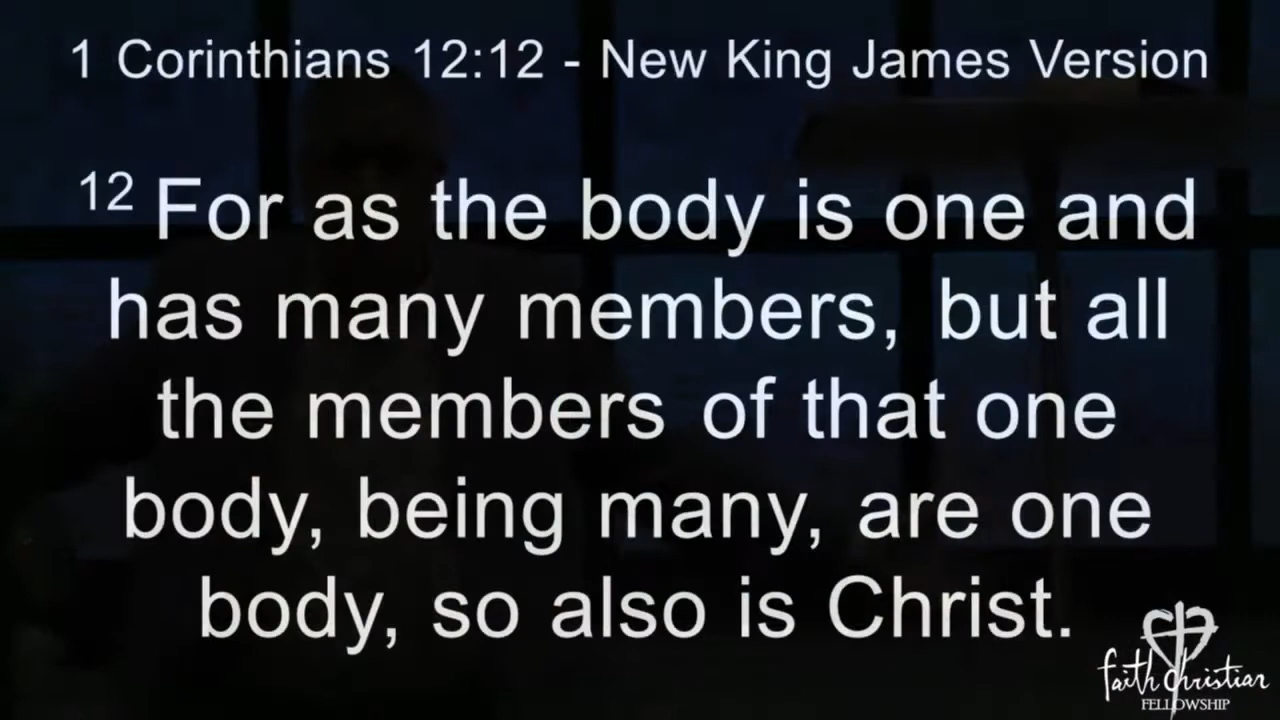 1 Corinthians 12:12 - New King James Version
12 For as the body is one and
has many members, but all
the members of that one
body, being many, are one
body, so also is Christ.
faith Christian
FELLOWSHIP